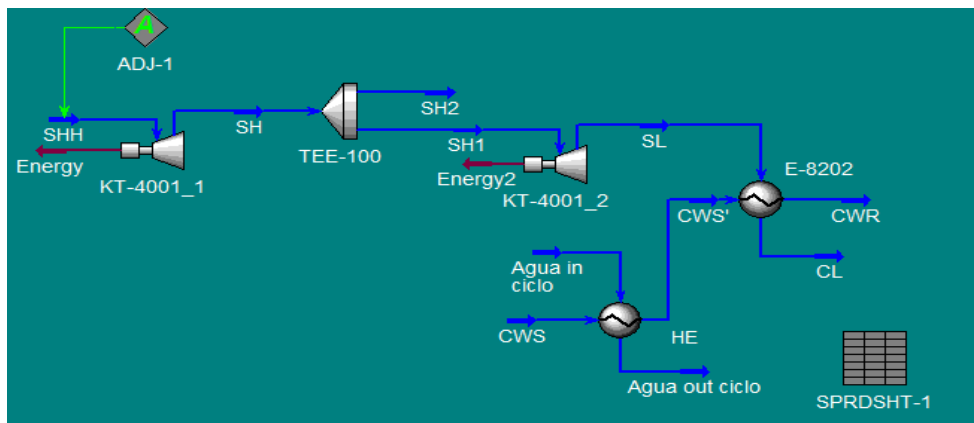 A
ADJ-1
SHH
Energy
KT-4001_1
SH
TEE-100
SH2
SH1
Energy2
KT-4001_2
SL
E-8202
CWS'
CWR
CL
Agua in
ciclo
CWS
HE
Agua out ciclo
SPRDSHT-1